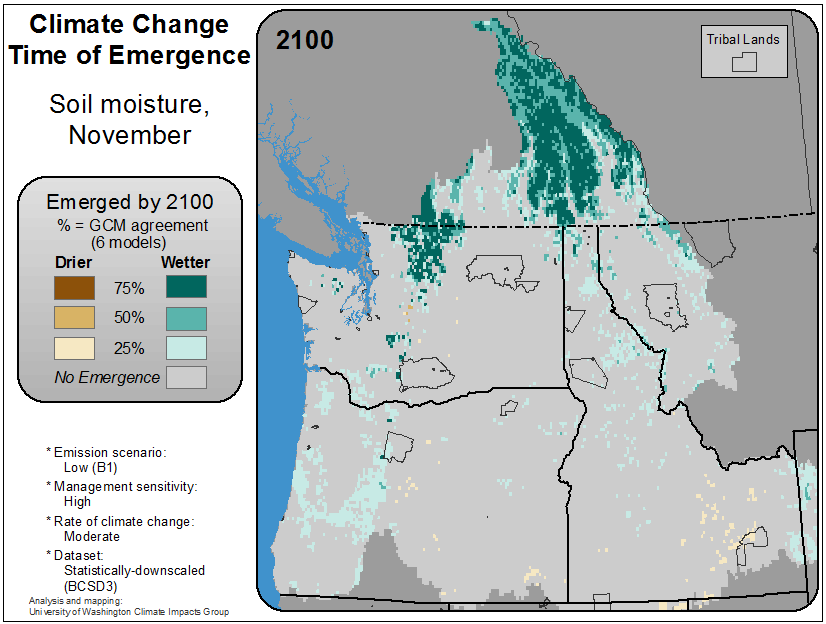 Climate Change
Time of Emergence
Soil moisture,
November
Emerged by 2100
% = GCM agreement
(6 models)
Drier Wetter
75%
50%
25%
No Emergence
* Emission scenario:
Low (B1)
* Management sensitivity:
High
* Rate of climate change:
Moderate
* Dataset:
Statistically-downscaled
(BCSD3)
Analysis and mapping:
University of Washington Climate Impacts Group
2100
Tribal Lands